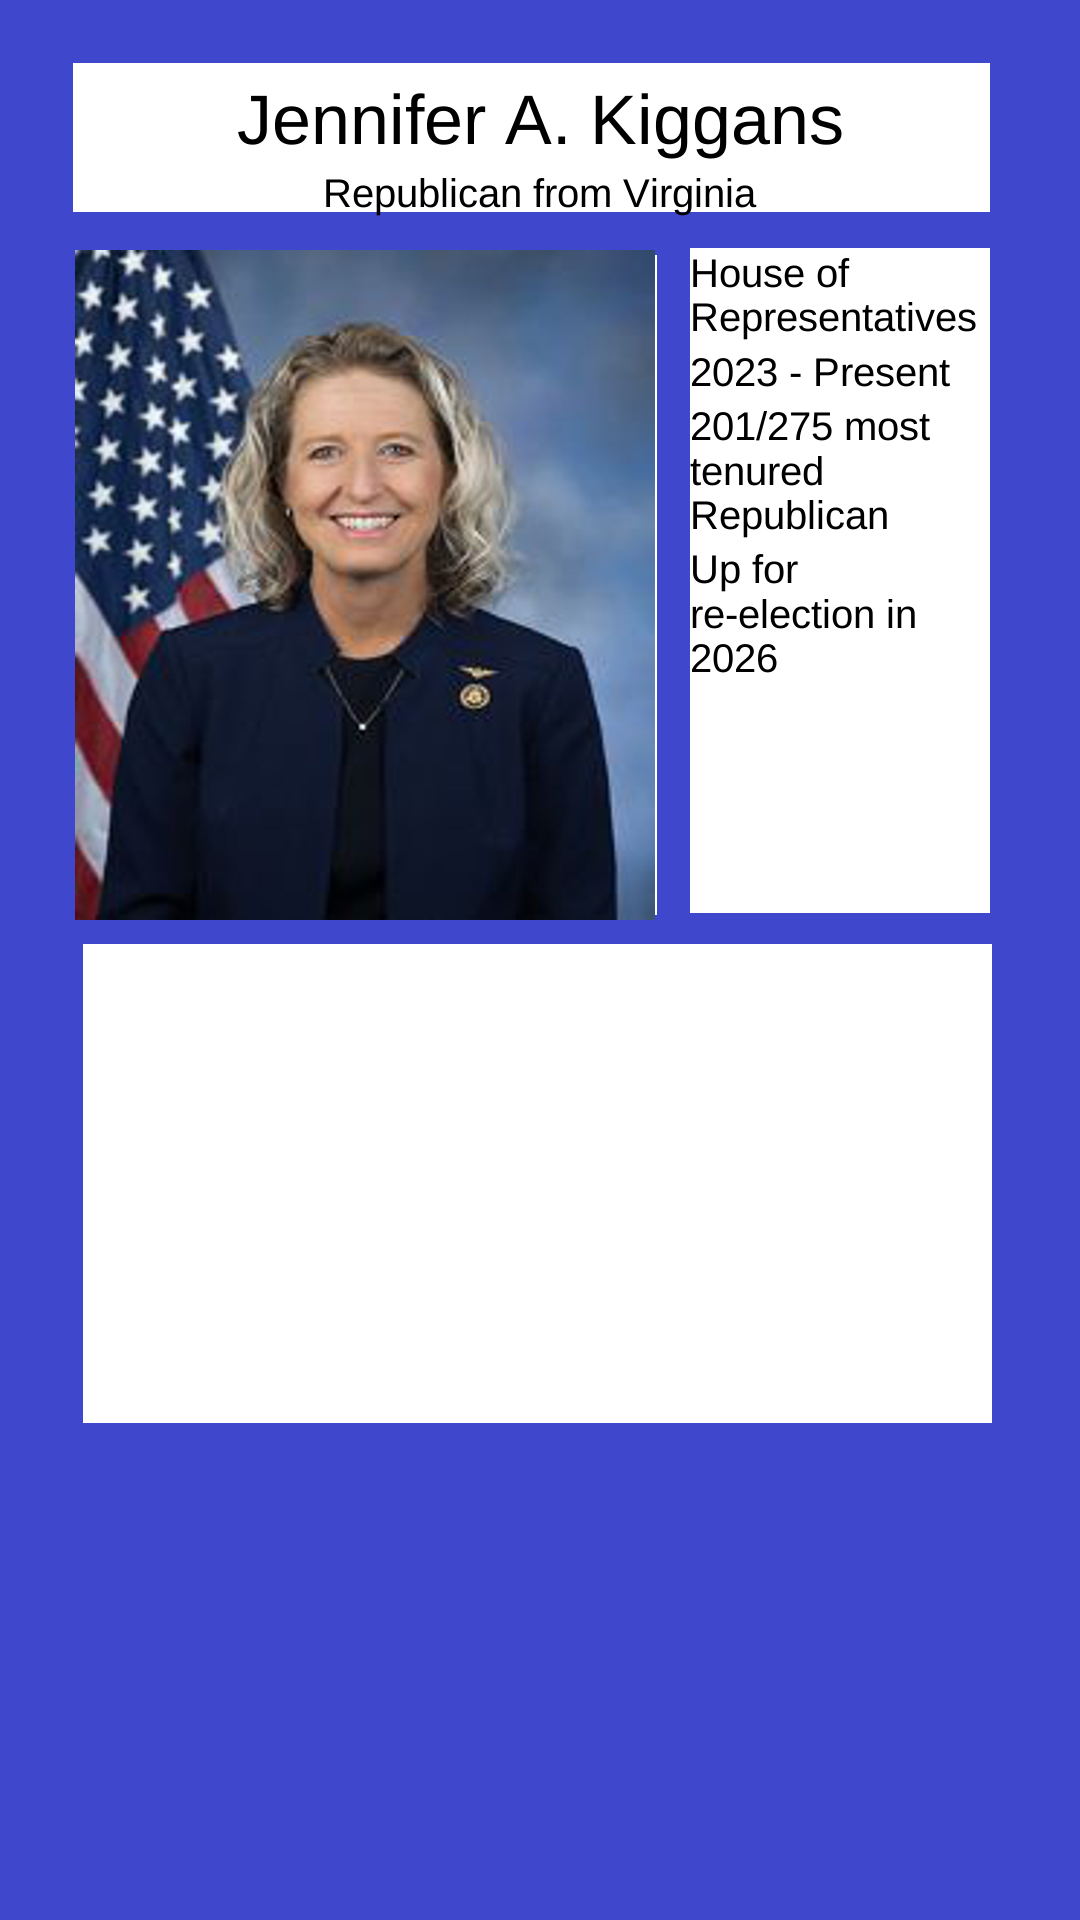 Jennifer A. Kiggans
Republican from Virginia
House of
Representatives
2023 - Present
201/275 most
tenured
Republican
Up for
re-election in
2026